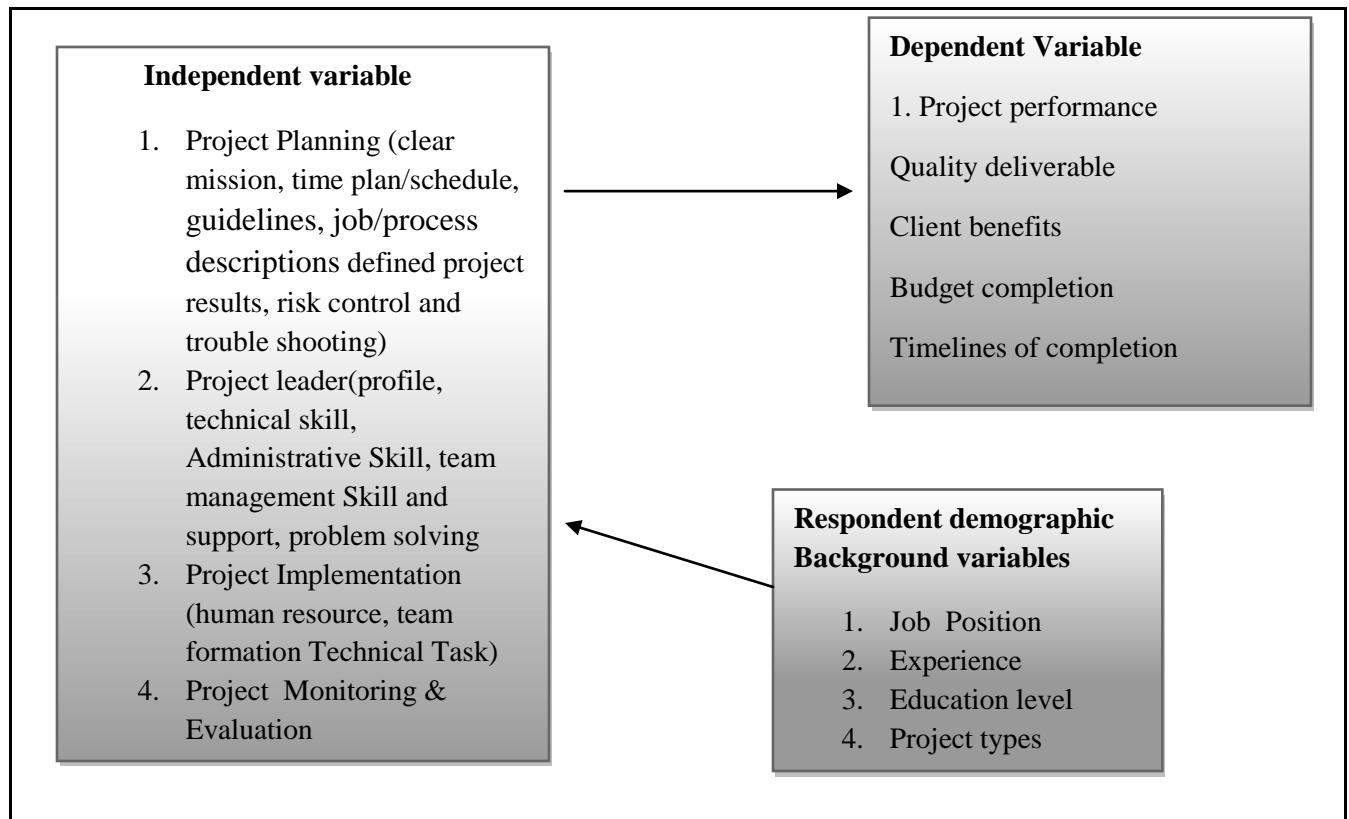 Independent variable
1. Project Planning (clear
mission, time plan/schedule,
guidelines, job/process
descriptions defined project
results, risk control and
trouble shooting)
2. Project leader(profile,
technical skill,
Administrative Skill, team
management Skill and
support, problem solving
3. Project Implementation
(human resource, team
formation Technical Task)
4. Project Monitoring &
Evaluation
Dependent Variable
1. Project performance
Quality deliverable
Client benefits
Budget completion
Timelines of completion
Respondent demographic
Background variables
1. Job Position
2. Experience
3. Education level
4. Project types